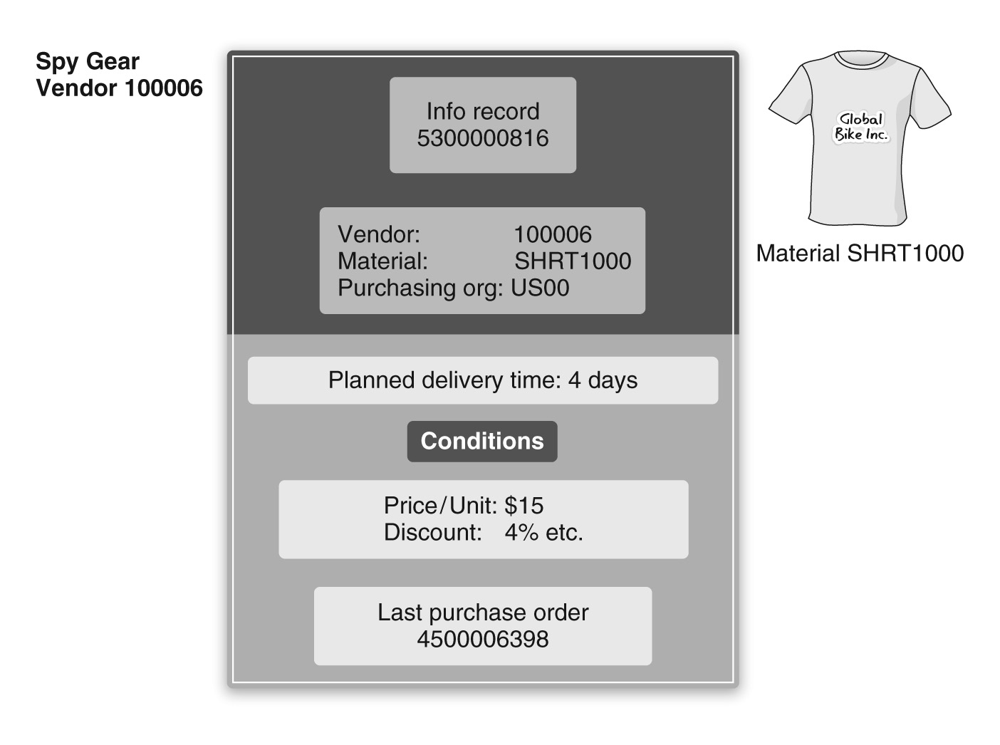 Spy Gear
Vendor 100006
Info record
5300000816
Vendor: 100006
Material: SHRT1000
Purchasing org: US00
Planned delivery time: 4 days
Conditions
Price/Unit: $15
Discount: 4% etc.
Last purchase order
4500006398
Global
Bike Inc.
Material SHRT1000